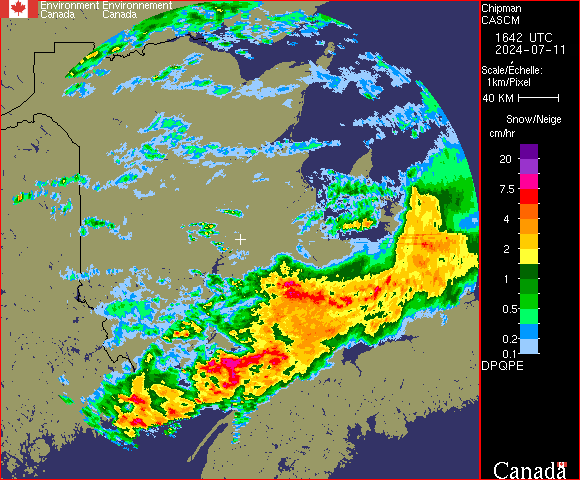 Environment Environnement
Canada Canada
Chipman
CASCM
1642 UTC
2024-07-11
Scale/Échelle:
1km/Pixel
40 KM
Snow/Neige
cm/hr
20
7.5
4
2
1
0.5
0.2
0.1
DPQPE
Canada